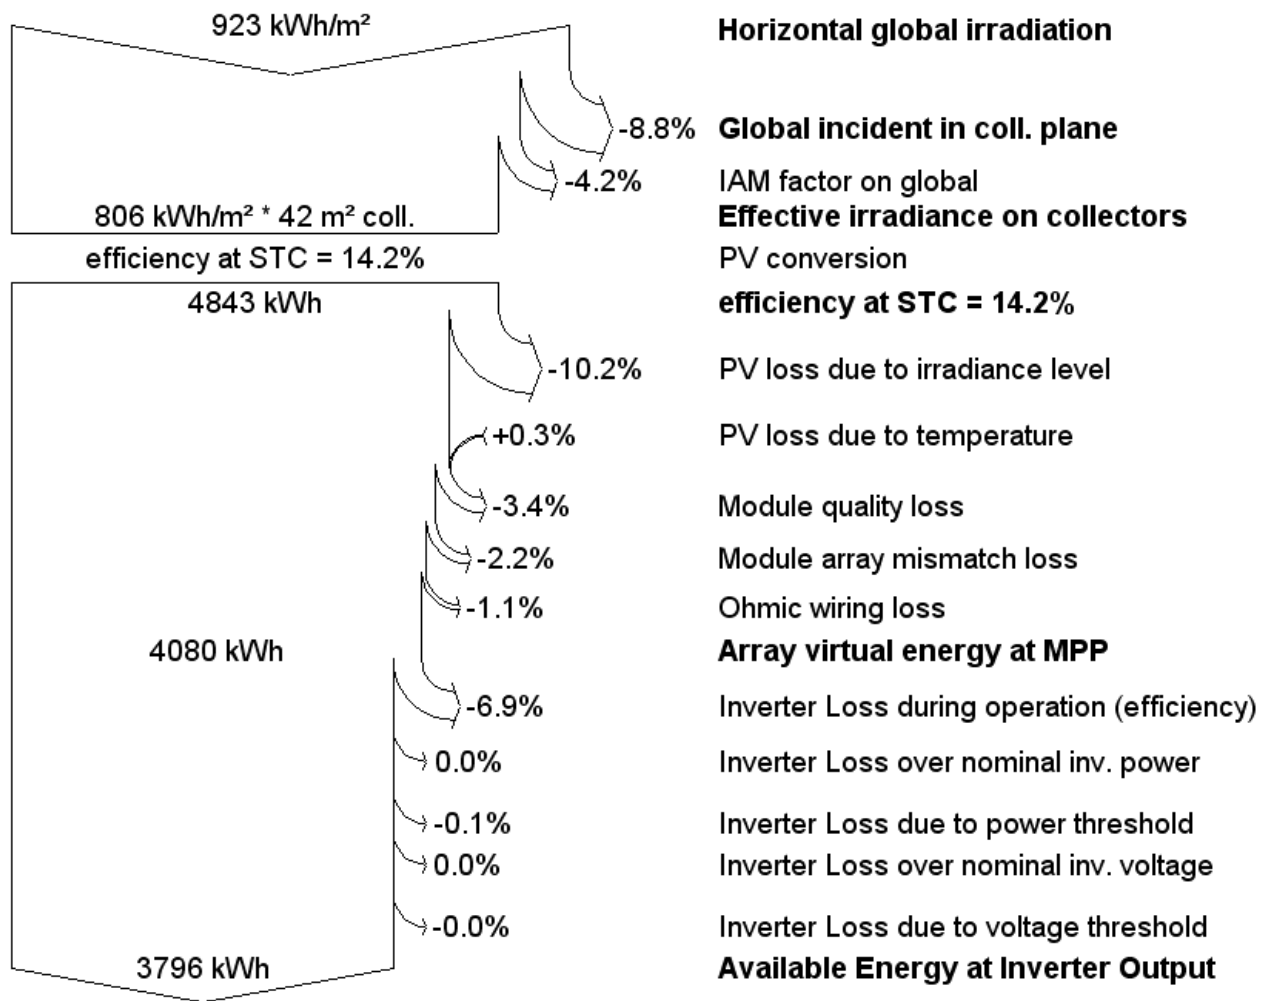 923 kWh/m² Horizontal global irradiation
-8.8% Global incident in coll. plane
-4.2% IAM factor on global
806 kWh/m² * 42 m² coll. Effective irradiance on collectors
efficiency at STC = 14.2% PV conversion
4843 kWh efficiency at STC = 14.2%
-10.2% PV loss due to irradiance level
+0.3% PV loss due to temperature
-3.4% Module quality loss
-2.2% Module array mismatch loss
-1.1% Ohmic wiring loss
4080 kWh Array virtual energy at MPP
-6.9% Inverter Loss during operation (efficiency)
0.0% Inverter Loss over nominal inv. power
-0.1% Inverter Loss due to power threshold
0.0% Inverter Loss over nominal inv. voltage
-0.0% Inverter Loss due to voltage threshold
3796 kWh Available Energy at Inverter Output